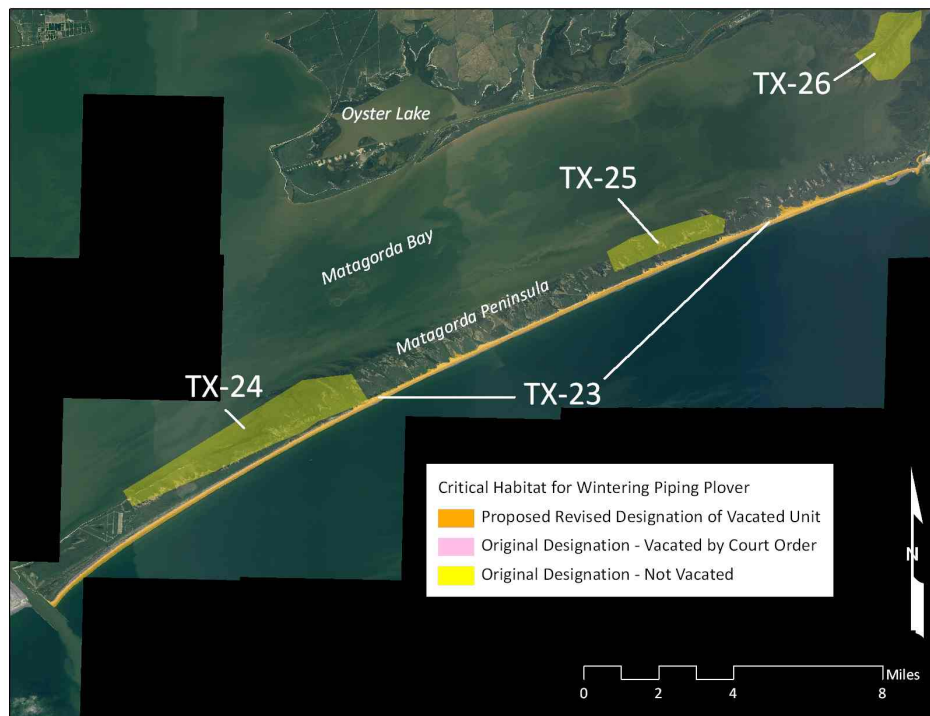 TX-26
Oyster Lake
TX-25
Matagorda Bay
Matagorda Peninsula
TX-24
TX-23
Critical Habitat for Wintering Piping Plover
Proposed Revised Designation of Vacated Unit
Original Designation - Vacated by Court Order
Original Designation - Not Vacated
N
Miles
0 2 4 8